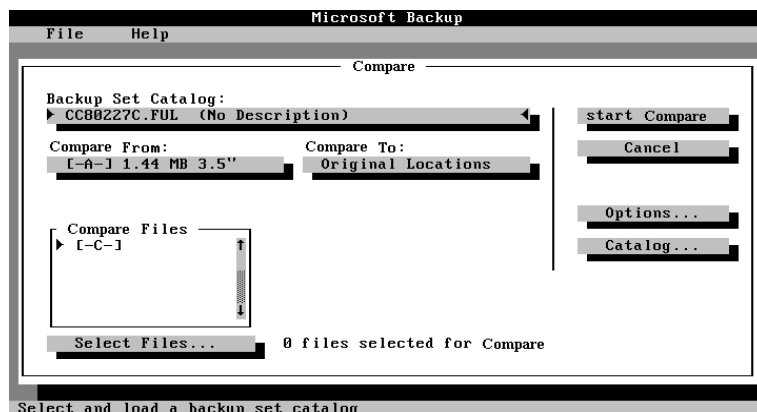 Microsoft Backup
File Help
Compare
Backup Set Catalog:
CC80227C.FUL (No Description)
start Compare
Compare From:
Compare To:
Cancel
[-A-] 1.44 MB 3.5"
Original Locations
Options...
Compare Files
[-C-]
Catalog...
Select Files...
0 files selected for Compare
Select and load a backup set catalog